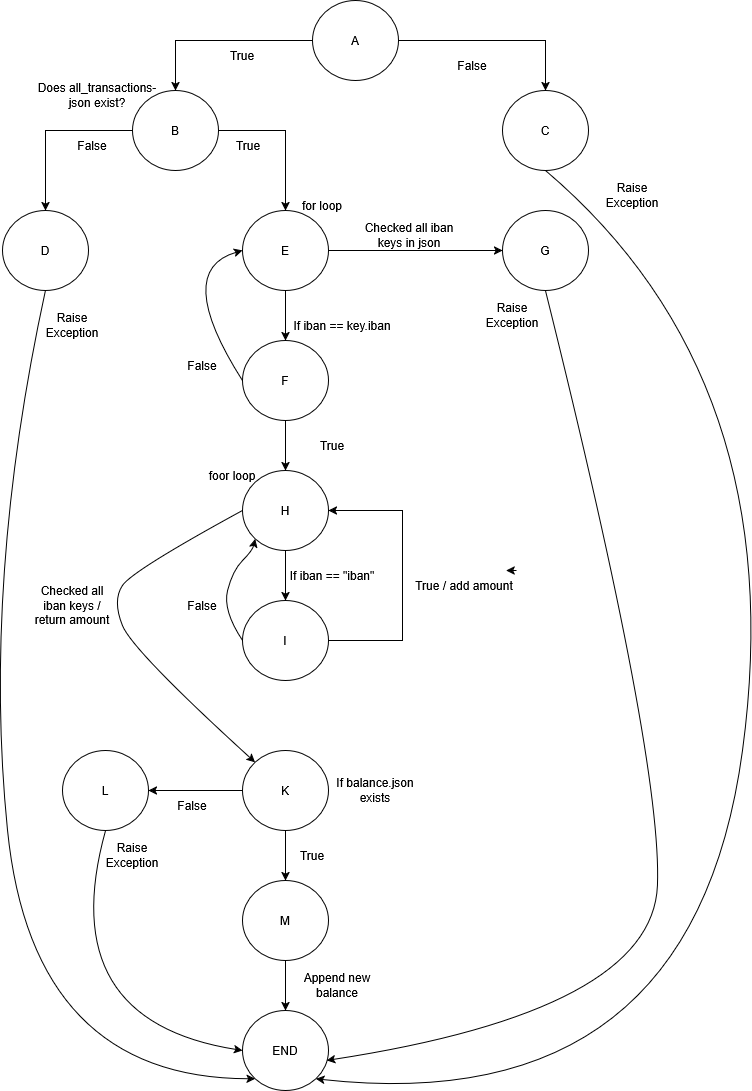 A
True
False
Does all_transactions-
json exist?
B
C
False
True
Raise
Exception
for loop
D
E
Checked all iban
keys in json
G
Raise
Exception
Raise
Exception
If iban == key.iban
False
F
True
foor loop
H
If iban == "iban"
True / add amount
Checked all
iban keys /
return amount
False
I
L
False
K
If balance.json
exists
Raise
Exception
True
M
Append new
balance
END